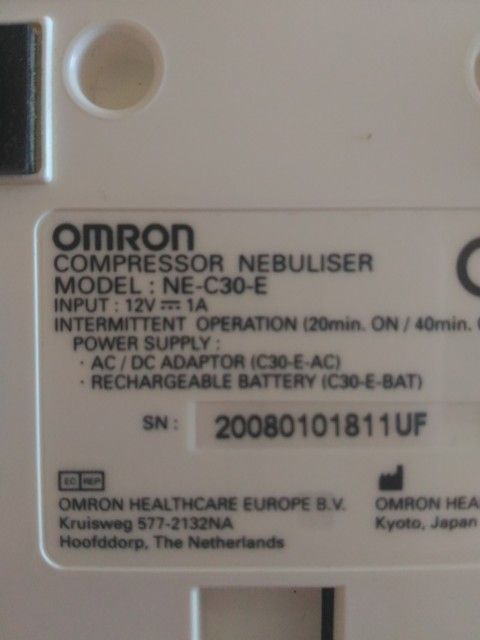 OMRON
COMPRESSOR NEBULISER
MODEL : NE-C30-E
INPUT : 12V ⎓ 1A
INTERMITTENT OPERATION (20min. ON / 40min.
POWER SUPPLY :
· AC / DC ADAPTOR (C30-E-AC)
· RECHARGEABLE BATTERY (C30-E-BAT)
SN : 20080101811UF
EC REP
OMRON HEALTHCARE EUROPE B.V.
Kruisweg 577-2132NA
Hoofddorp, The Netherlands
OMRON HEA
Kyoto, Japan